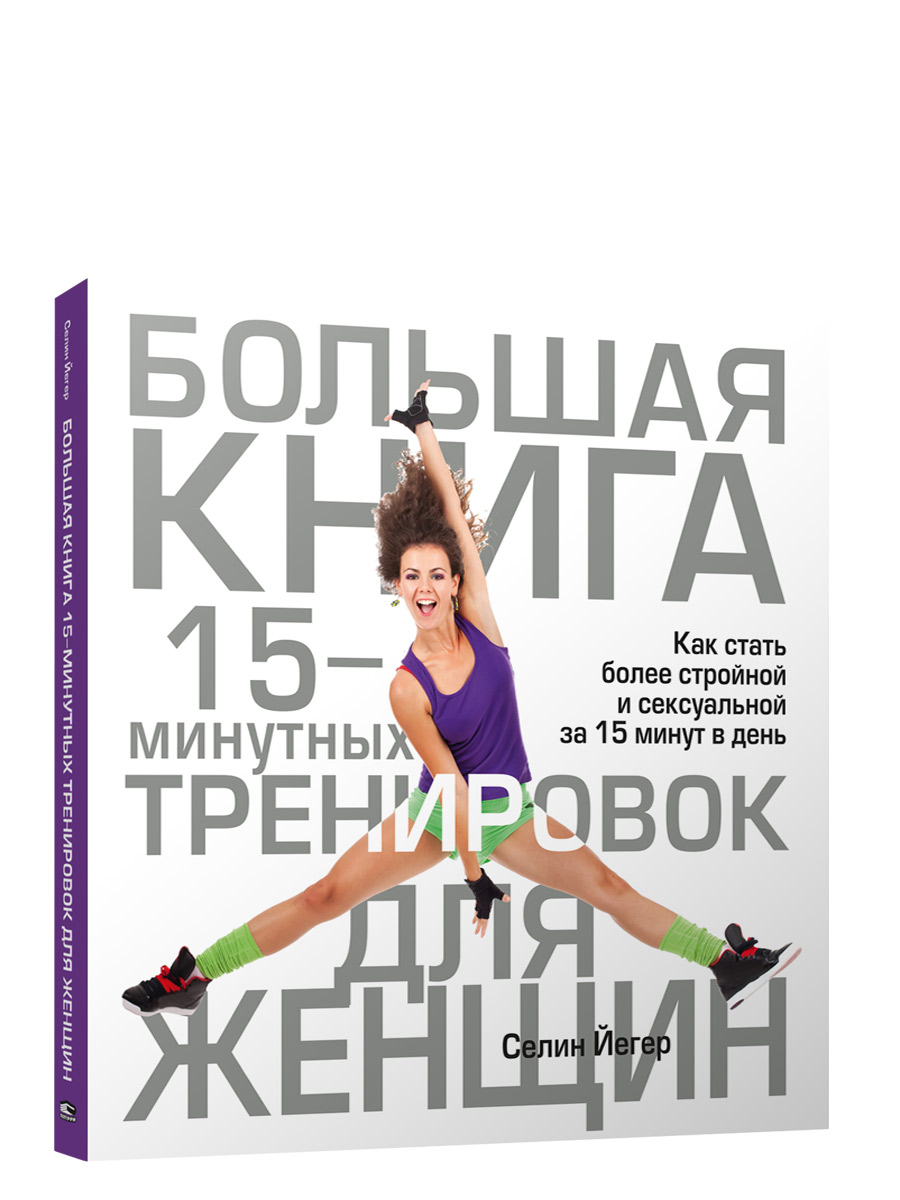 Селин Йегер БОЛЬШАЯ КНИГА 15–МИНУТНЫХ ТРЕНИРОВОК ДЛЯ ЖЕНЩИН
БОЛЬШАЯ
КНИГА
15–
МИНУТНЫХ
ТРЕНИРОВОК
ДЛЯ
ЖЕНЩИН
Как стать
более стройной
и сексуальной
за 15 минут в день
Селин Йегер